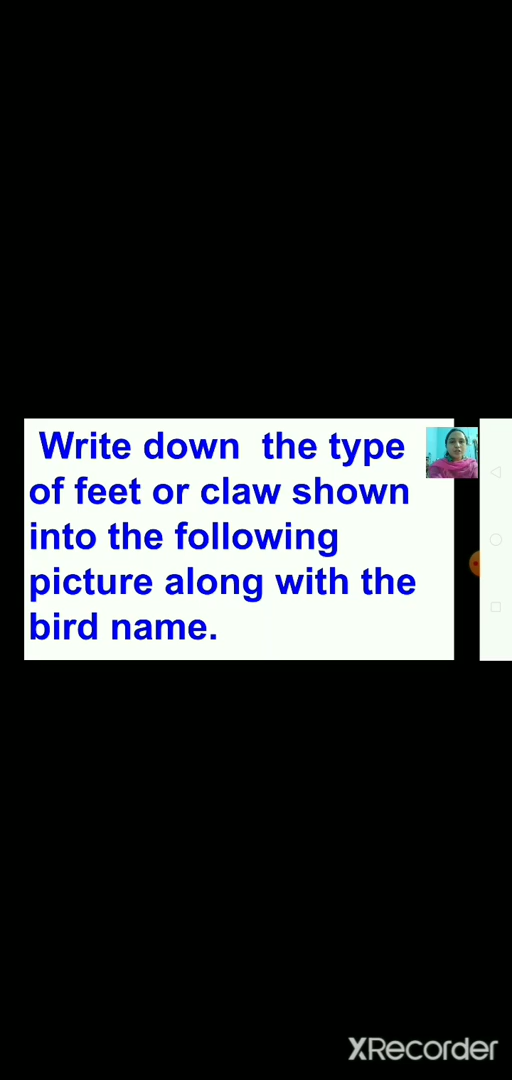 Write down  the type
of feet or claw shown
into the following
picture along with the
bird name.
XRecorder